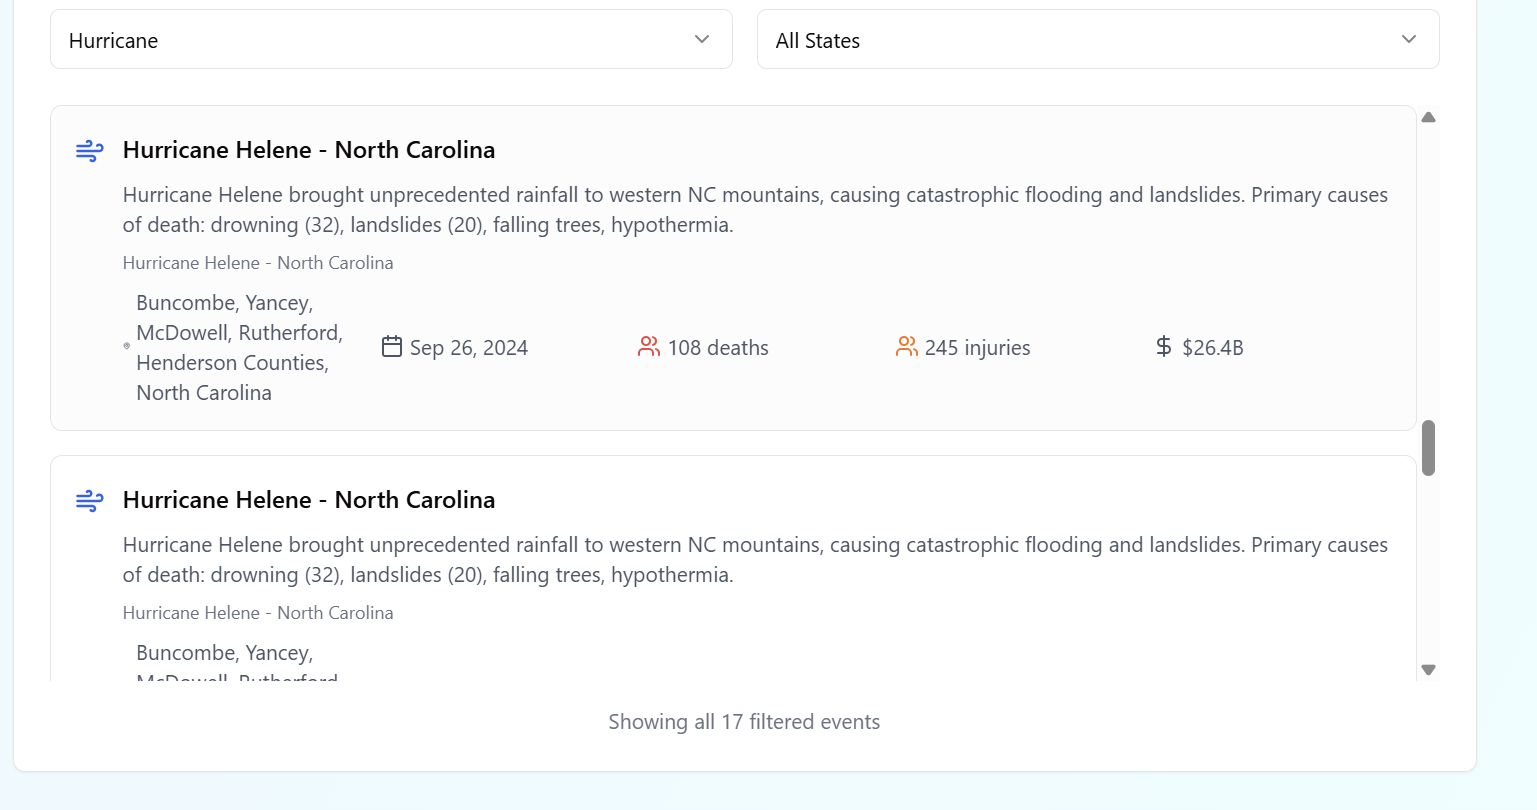 Hurricane
All States
Hurricane Helene - North Carolina
Hurricane Helene brought unprecedented rainfall to western NC mountains, causing catastrophic flooding and landslides. Primary causes
of death: drowning (32), landslides (20), falling trees, hypothermia.
Hurricane Helene - North Carolina
Buncombe, Yancey,
McDowell, Rutherford,
Henderson Counties,
North Carolina
Sep 26, 2024
108 deaths
245 injuries
$26.4B
Hurricane Helene - North Carolina
Hurricane Helene brought unprecedented rainfall to western NC mountains, causing catastrophic flooding and landslides. Primary causes
of death: drowning (32), landslides (20), falling trees, hypothermia.
Hurricane Helene - North Carolina
Buncombe, Yancey,
McDowell, Rutherford
Showing all 17 filtered events